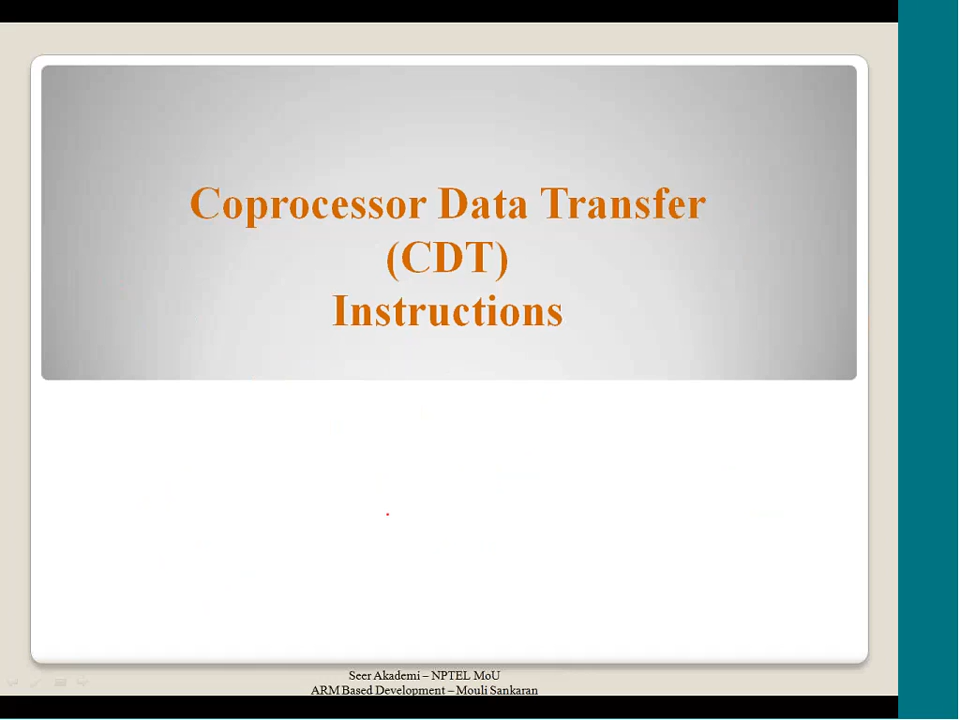 Coprocessor Data Transfer
(CDT)
Instructions
Seer Akademi – NPTEL MoU
ARM Based Development – Mouli Sankaran